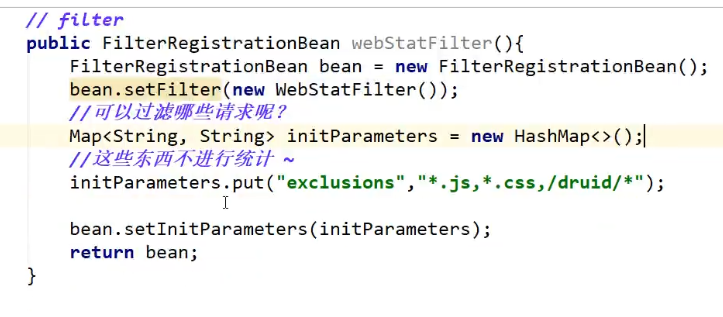 // filter
public FilterRegistrationBean webStatFilter(){
FilterRegistrationBean bean = new FilterRegistrationBean();
bean.setFilter(new WebStatFilter());
//可以过滤哪些请求呢？
Map<String, String> initParameters = new HashMap<>();
//这些东西不进行统计 ~
initParameters.put("exclusions","*.js,*.css,/druid/*");
bean.setInitParameters(initParameters);
return bean;
}